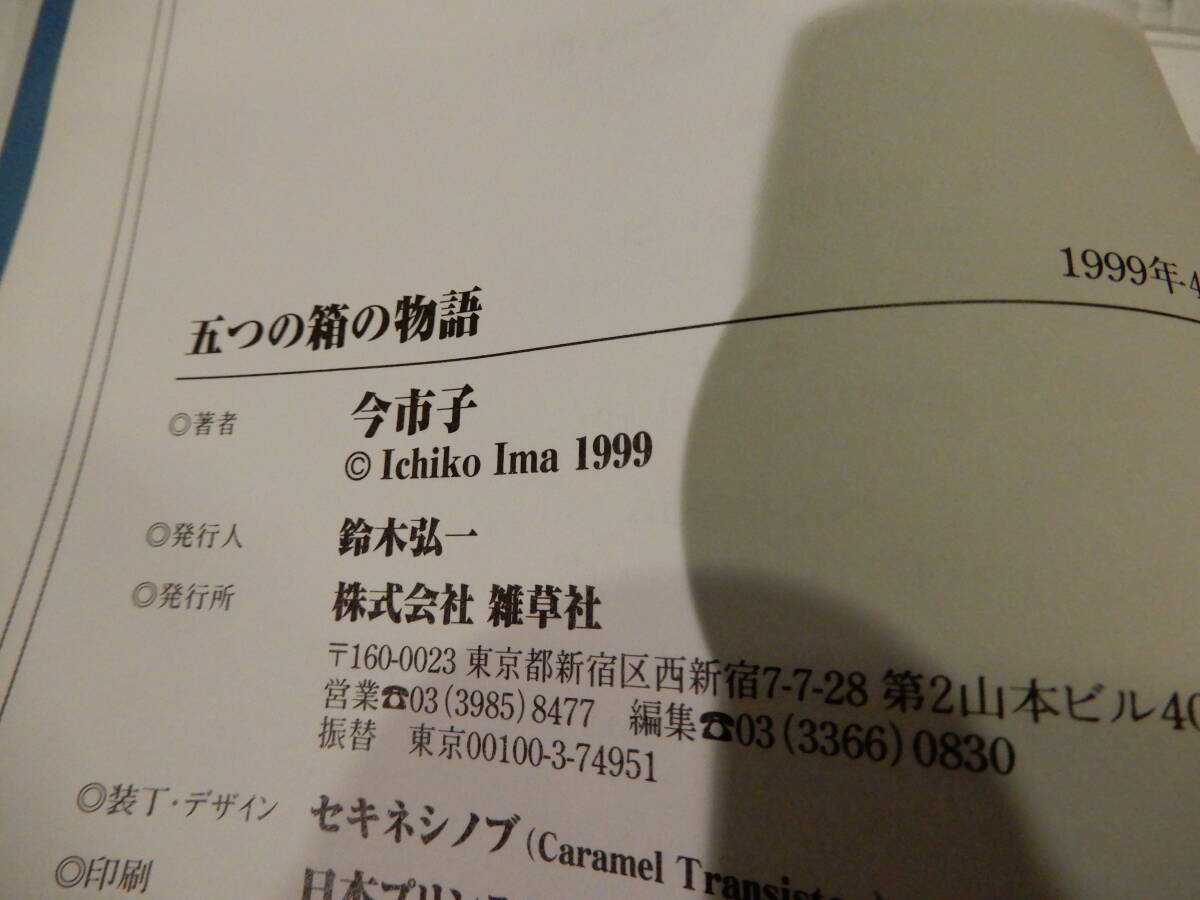 1999年4
五つの箱の物語
◎著者 今市子
© Ichiko Ima 1999
◎発行人 鈴木弘一
◎発行所 株式会社 雑草社
〒160-0023 東京都新宿区西新宿7-7-28 第2山本ビル40
営業☎03(3985)8477 編集☎03(3366)0830
振替 東京00100-3-74951
◎装丁・デザイン セキネシノブ(Caramel
◎印刷